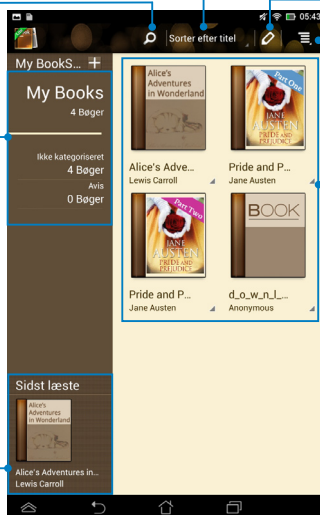 05:43
Sorter efter titel
My BookS...
My Books
4 Bøger
Ikke kategoriseret
4 Bøger
Avis
0 Bøger
Alice's
Adventures
in Wonderland
Alice's Adve...
Lewis Carroll
Part One
JANE
AUSTEN
PRIDE AND
PREJUDICE
Pride and P...
Jane Austen
Part Two
JANE
AUSTEN
PRIDE AND
PREJUDICE
Pride and P...
Jane Austen
BOOK
d_o_w_n_l_...
Anonymous
Sidst læste
Alice's
Adventures
in Wonderland
Alice's Adventures in...
Lewis Carroll